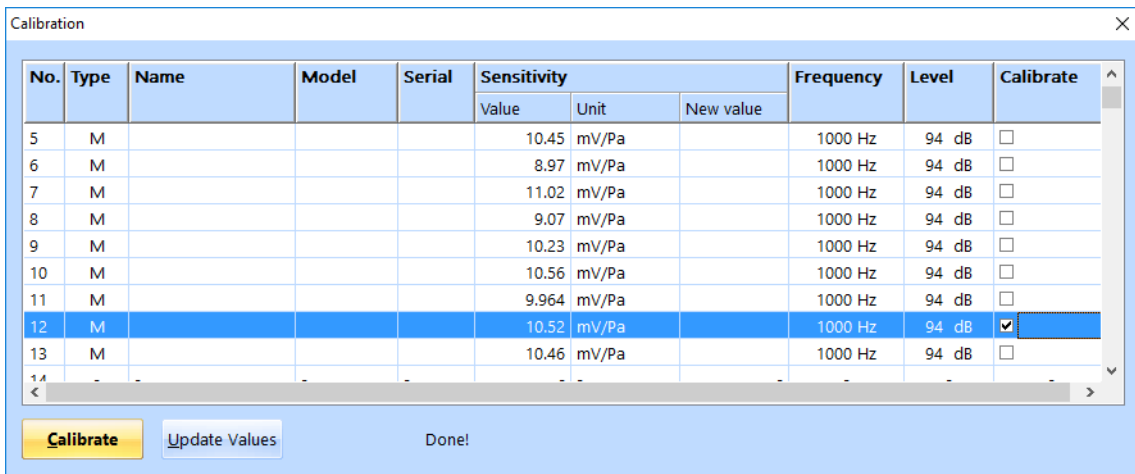 Calibration
No. Type Name Model Serial Sensitivity Frequency Level Calibrate
Value Unit New value
5 M 10.45 mV/Pa 1000 Hz 94 dB
6 M 8.97 mV/Pa 1000 Hz 94 dB
7 M 11.02 mV/Pa 1000 Hz 94 dB
8 M 9.07 mV/Pa 1000 Hz 94 dB
9 M 10.23 mV/Pa 1000 Hz 94 dB
10 M 10.56 mV/Pa 1000 Hz 94 dB
11 M 9.964 mV/Pa 1000 Hz 94 dB
12 M 10.52 mV/Pa 1000 Hz 94 dB
13 M 10.46 mV/Pa 1000 Hz 94 dB
14 - - - - - - - - - -
Calibrate Update Values Done!